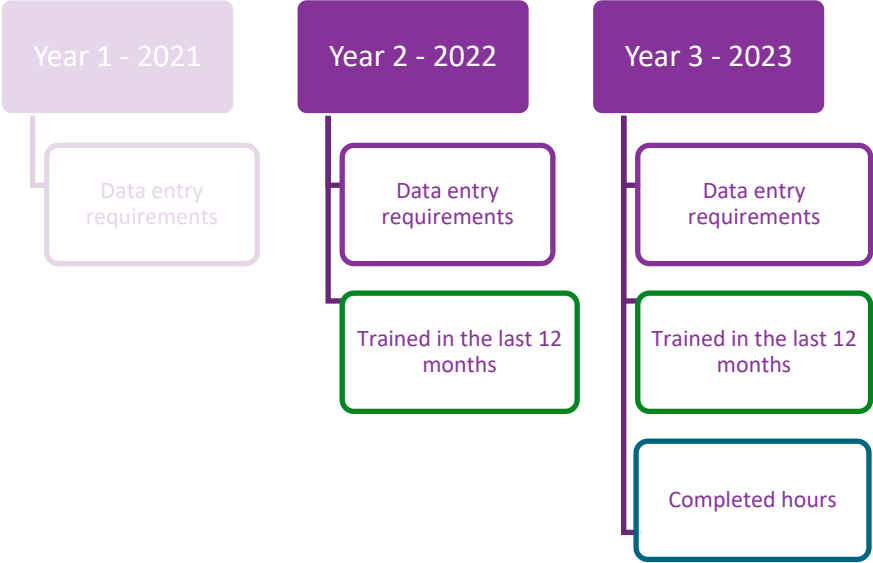 Year 1 - 2021
Data entry
requirements
Year 2 - 2022
Data entry
requirements
Trained in the last 12
months
Year 3 - 2023
Data entry
requirements
Trained in the last 12
months
Completed hours